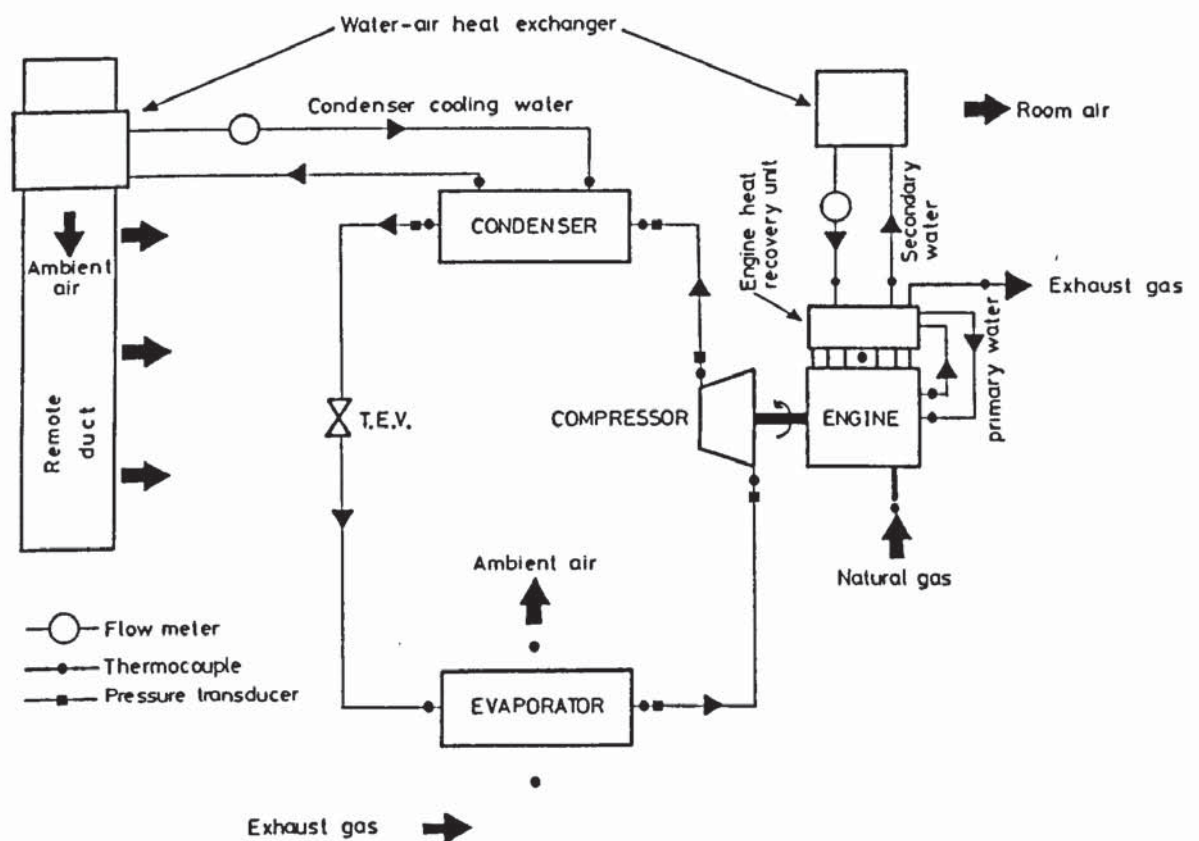 Water-air heat exchanger
Condenser cooling water
Room air
CONDENSER
Engine heat
recovery unit
Secondary
water
Ambient
air
Exhaust gas
primary water
Remote
duct
T.E.V.
COMPRESSOR
ENGINE
Ambient air
Natural gas
Flow meter
Thermocouple
Pressure transducer
EVAPORATOR
Exhaust gas